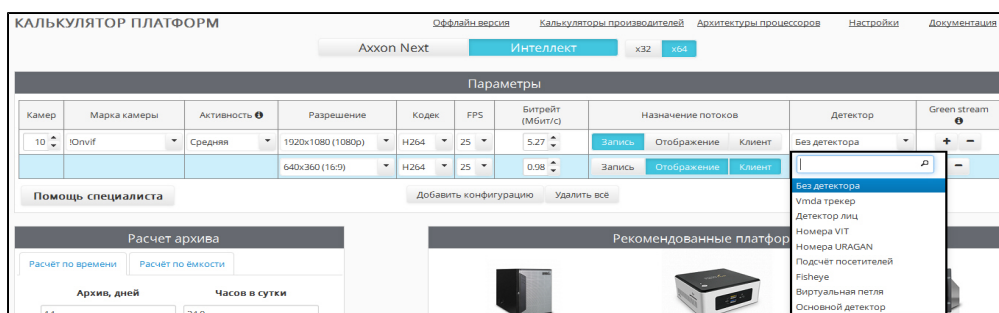 КАЛЬКУЛЯТОР ПЛАТФОРМ
Оффлайн версия Калькуляторы производителей Архитектуры процессоров Настройки Документация
Axxon Next Интеллект x32 x64
Параметры
Камер Марка камеры Активность Разрешение Кодек FPS Битрейт (Мбит/с) Назначение потоков Детектор Green stream
10 !Onvif Средняя 1920x1080 (1080p) H264 25 5.27 Запись Отображение Клиент Без детектора + −
640x360 (16:9) H264 25 0.98 Запись Отображение Клиент −
Помощь специалиста Добавить конфигурацию Удалить всё
Без детектора
Vmda трекер
Детектор лиц
Номера VIT
Номера URAGAN
Подсчёт посетителей
Fisheye
Виртуальная петля
Основной детектор
Расчет архива
Рекомендованные платфор
Расчёт по времени Расчёт по ёмкости
Архив, дней Часов в сутки